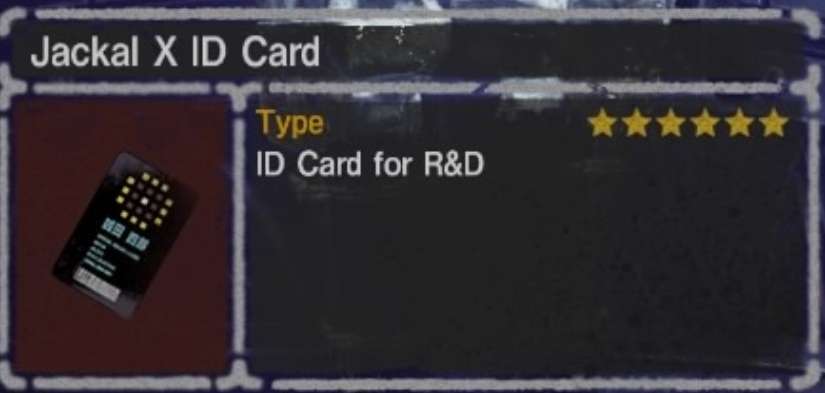 Jackal X ID Card
Type ★★★★★★
ID Card for R&D